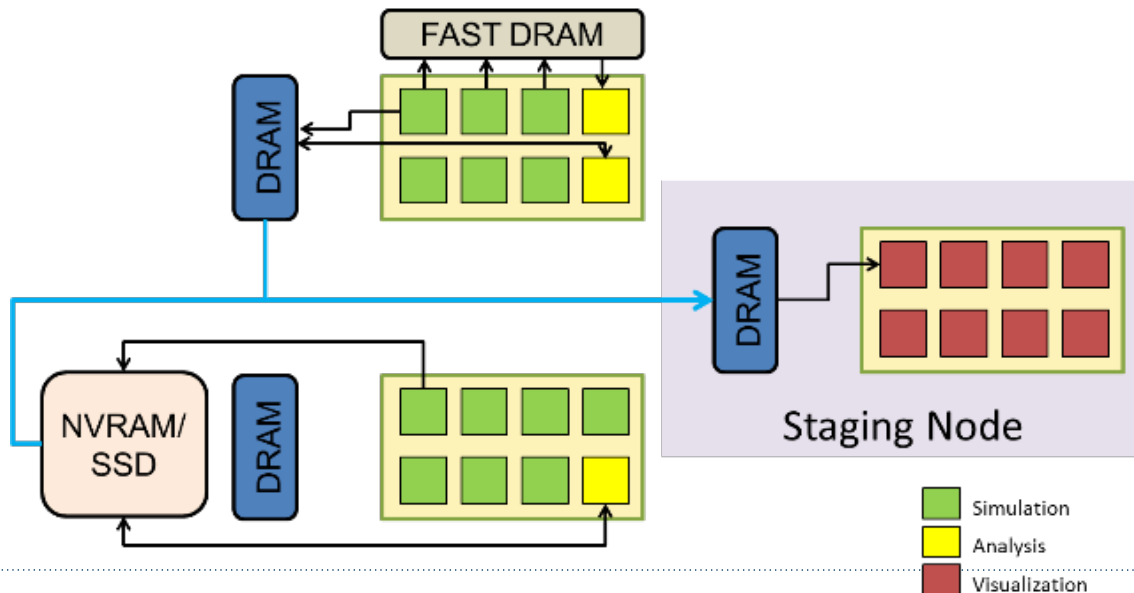 FAST DRAM
DRAM
DRAM
NVRAM/
SSD
DRAM
Staging Node
Simulation
Analysis
Visualization